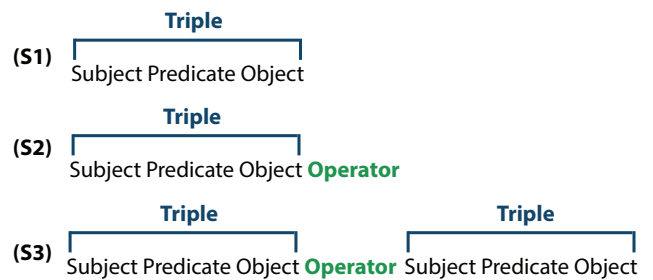 Triple
(S1)
Subject Predicate Object
Triple
(S2)
Subject Predicate Object Operator
Triple Triple
(S3)
Subject Predicate Object Operator Subject Predicate Object